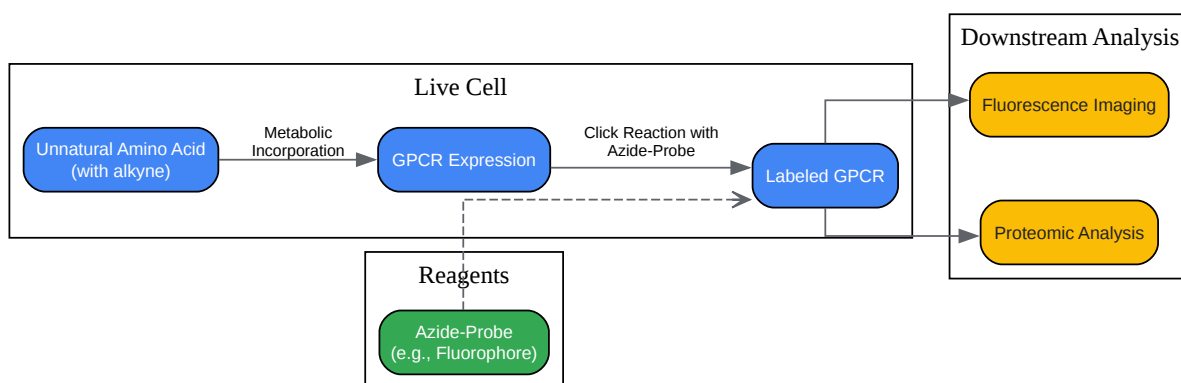 Downstream Analysis
Live Cell
Fluorescence Imaging
Unnatural Amino Acid
(with alkyne)
Metabolic
Incorporation
GPCR Expression
Click Reaction with
Azide-Probe
Labeled GPCR
Proteomic Analysis
Reagents
Azide-Probe
(e.g., Fluorophore)